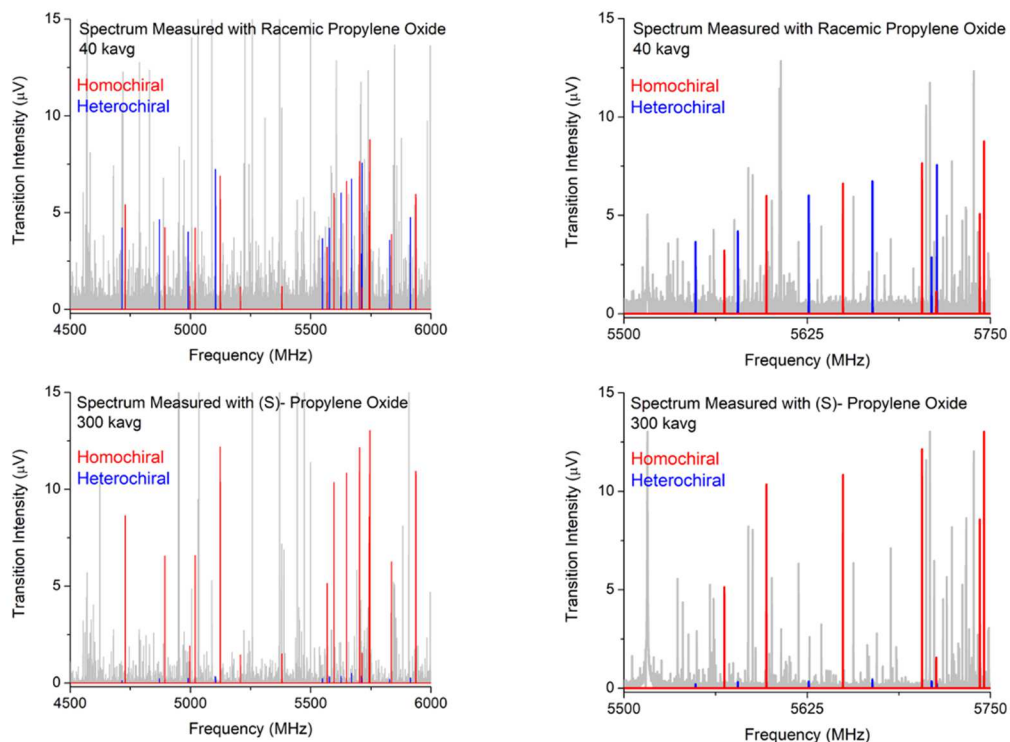 15
10
5
0
Transition Intensity (μV)
Spectrum Measured with Racemic Propylene Oxide
40 kavg
Homochiral
Heterochiral
4500
5000
5500
6000
Frequency (MHz)
15
10
5
0
Transition Intensity (μV)
Spectrum Measured with Racemic Propylene Oxide
40 kavg
Homochiral
Heterochiral
5500
5625
5750
Frequency (MHz)
15
10
5
0
Transition Intensity (μV)
Spectrum Measured with (S)- Propylene Oxide
300 kavg
Homochiral
Heterochiral
4500
5000
5500
6000
Frequency (MHz)
15
10
5
0
Transition Intensity (μV)
Spectrum Measured with (S)- Propylene Oxide
300 kavg
Homochiral
Heterochiral
5500
5625
5750
Frequency (MHz)